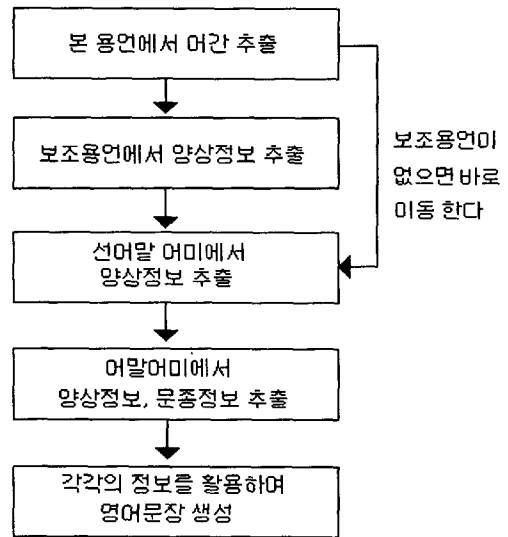 본 용언에서 어간 추출
보조용언에서 양상정보 추출
보조용언이
없으면 바로
이동 한다
선어말 어미에서
양상정보 추출
어말어미에서
양상정보, 문종정보 추출
각각의 정보를 활용하며
영어문장 생성